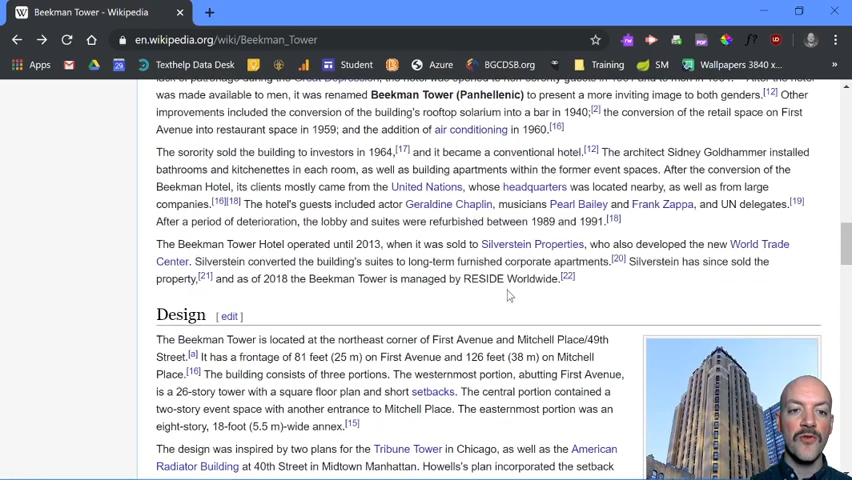 Beekman Tower - Wikipedia
en.wikipedia.org/wiki/Beekman_Tower
Apps Texthelp Dept Zone 29 Student Azure BGCDSB.org Training SM Wallpapers 3840 x...
was made available to men, it was renamed Beekman Tower (Panhellenic) to present a more inviting image to both genders.[12] Other
improvements included the conversion of the building's rooftop solarium into a bar in 1940;[2] the conversion of the retail space on First
Avenue into restaurant space in 1959; and the addition of air conditioning in 1960.[16]
The sorority sold the building to investors in 1964,[17] and it became a conventional hotel.[12] The architect Sidney Goldhammer installed
bathrooms and kitchenettes in each room, as well as building apartments within the former event spaces. After the conversion of the
Beekman Hotel, its clients mostly came from the United Nations, whose headquarters was located nearby, as well as from large
companies.[16][18] The hotel's guests included actor Geraldine Chaplin, musicians Pearl Bailey and Frank Zappa, and UN delegates.[19]
After a period of deterioration, the lobby and suites were refurbished between 1989 and 1991.[18]
The Beekman Tower Hotel operated until 2013, when it was sold to Silverstein Properties, who also developed the new World Trade
Center. Silverstein converted the building's suites to long-term furnished corporate apartments.[20] Silverstein has since sold the
property,[21] and as of 2018 the Beekman Tower is managed by RESIDE Worldwide.[22]
Design [ edit ]
The Beekman Tower is located at the northeast corner of First Avenue and Mitchell Place/49th
Street.[a] It has a frontage of 81 feet (25 m) on First Avenue and 126 feet (38 m) on Mitchell
Place.[16] The building consists of three portions. The westernmost portion, abutting First Avenue,
is a 26-story tower with a square floor plan and short setbacks. The central portion contained a
two-story event space with another entrance to Mitchell Place. The easternmost portion was an
eight-story, 18-foot (5.5 m)-wide annex.[15]
The design was inspired by two plans for the Tribune Tower in Chicago, as well as the American
Radiator Building at 40th Street in Midtown Manhattan. Howells's plan incorporated the setback